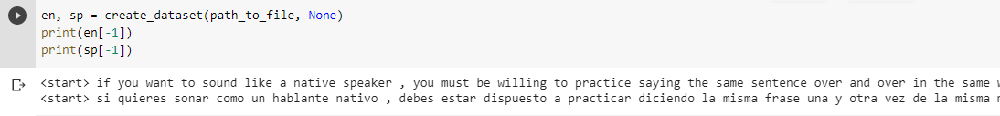 en, sp = create_dataset(path_to_file, None)
print(en[-1])
print(sp[-1])
<start> if you want to sound like a native speaker , you must be willing to practice saying the same sentence over and over in the same
<start> si quieres sonar como un hablante nativo , debes estar dispuesto a practicar diciendo la misma frase una y otra vez de la misma